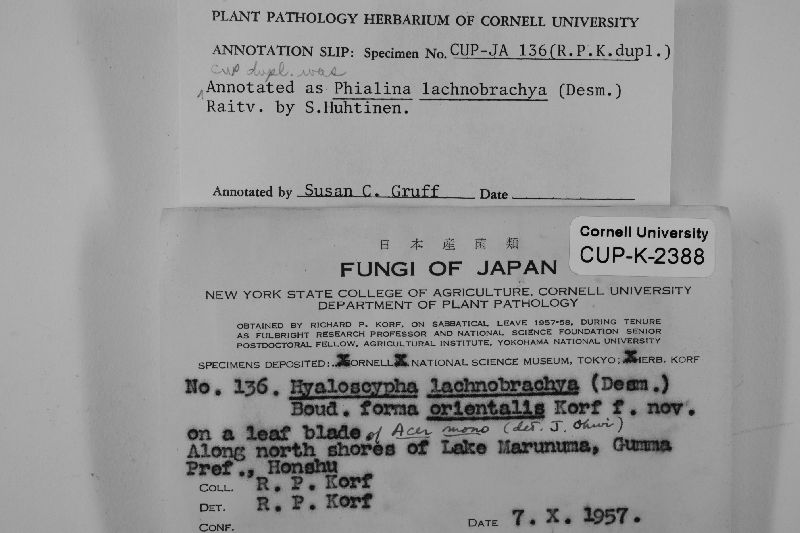 PLANT PATHOLOGY HERBARIUM OF CORNELL UNIVERSITY
ANNOTATION SLIP: Specimen No. CUP-JA 136(R.P.K.dupl.)
CUP dupl. was
Annotated as Phialina lachnobrachya (Desm.)
Raitv. by S.Huhtinen.
Annotated by Susan C. Gruff Date
日本産菌類
Cornell University
CUP-K-2388
FUNGI OF JAPAN
NEW YORK STATE COLLEGE OF AGRICULTURE, CORNELL UNIVERSITY
DEPARTMENT OF PLANT PATHOLOGY
OBTAINED BY RICHARD P. KORF, ON SABBATICAL LEAVE 1957-58, DURING TENURE
AS FULBRIGHT RESEARCH PROFESSOR AND NATIONAL SCIENCE FOUNDATION SENIOR
POSTDOCTORAL FELLOW, AGRICULTURAL INSTITUTE, YOKOHAMA NATIONAL UNIVERSITY
SPECIMENS DEPOSITED: XCORNELL X NATIONAL SCIENCE MUSEUM, TOKYO; XHERB. KORF
No. 136. Hyaloscypha lachnobrachya (Desm.)
Boud. forma orientalis Korf f. nov.
on a leaf blade of Acer mono (det. J. Ohwi)
Along north shores of Lake Marunuma, Gumma
Pref., Honshu
COLL. R. P. Korf
DET. R. P. Korf
CONF. DATE 7. X. 1957.